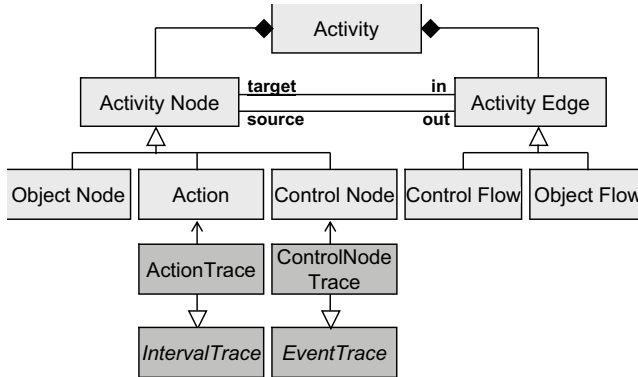 Activity
target
in
Activity Node
Activity Edge
source
out
Object Node
Action
Control Node
Control Flow
Object Flow
ActionTrace
ControlNode
Trace
IntervalTrace
EventTrace